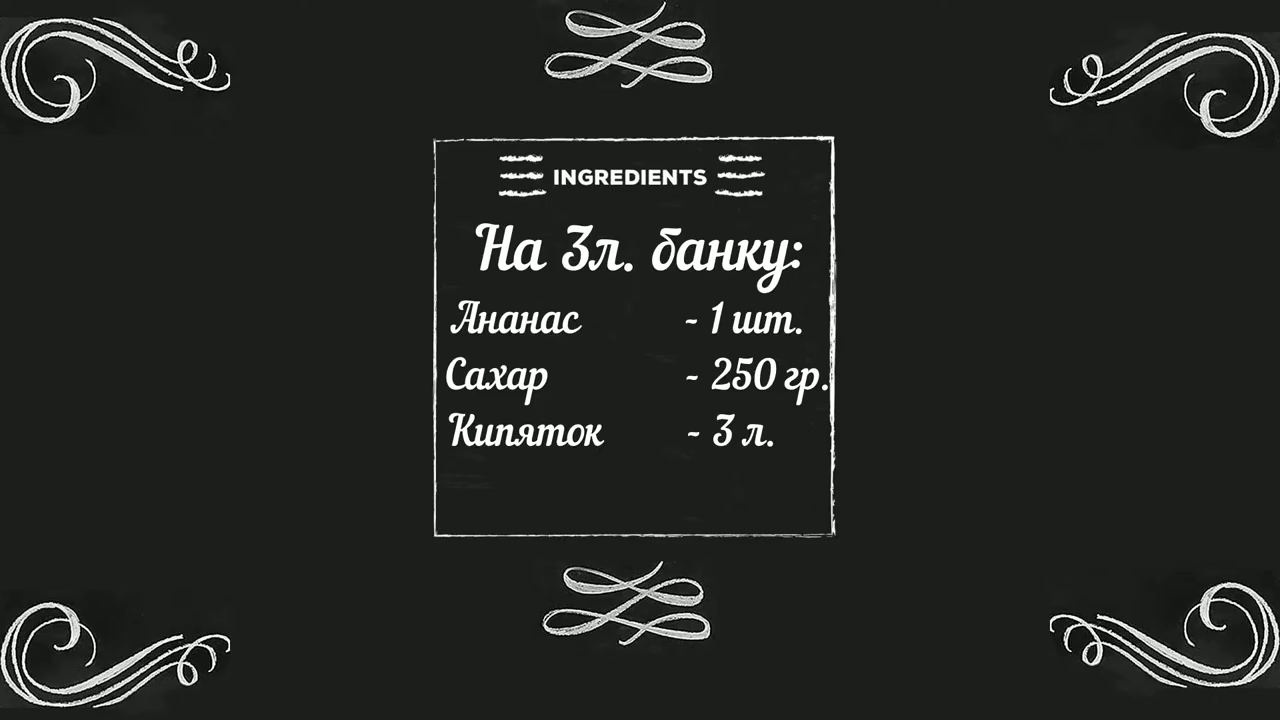 INGREDIENTS
На 3л. банку:
Ананас - 1 шт.
Сахар - 250 гр.
Кипяток - 3 л.